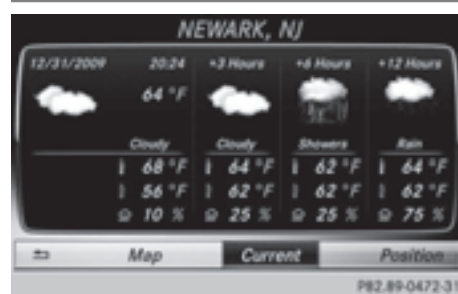 NEWARK, NJ
12/31/2009 20:24 +3 Hours +6 Hours +12 Hours
64 °F
Cloudy Cloudy Showers Rain
68 °F 64 °F 62 °F 64 °F
56 °F 62 °F 62 °F 62 °F
10 % 25 % 25 % 75 %
Map Current Position
P82.89-0472-31